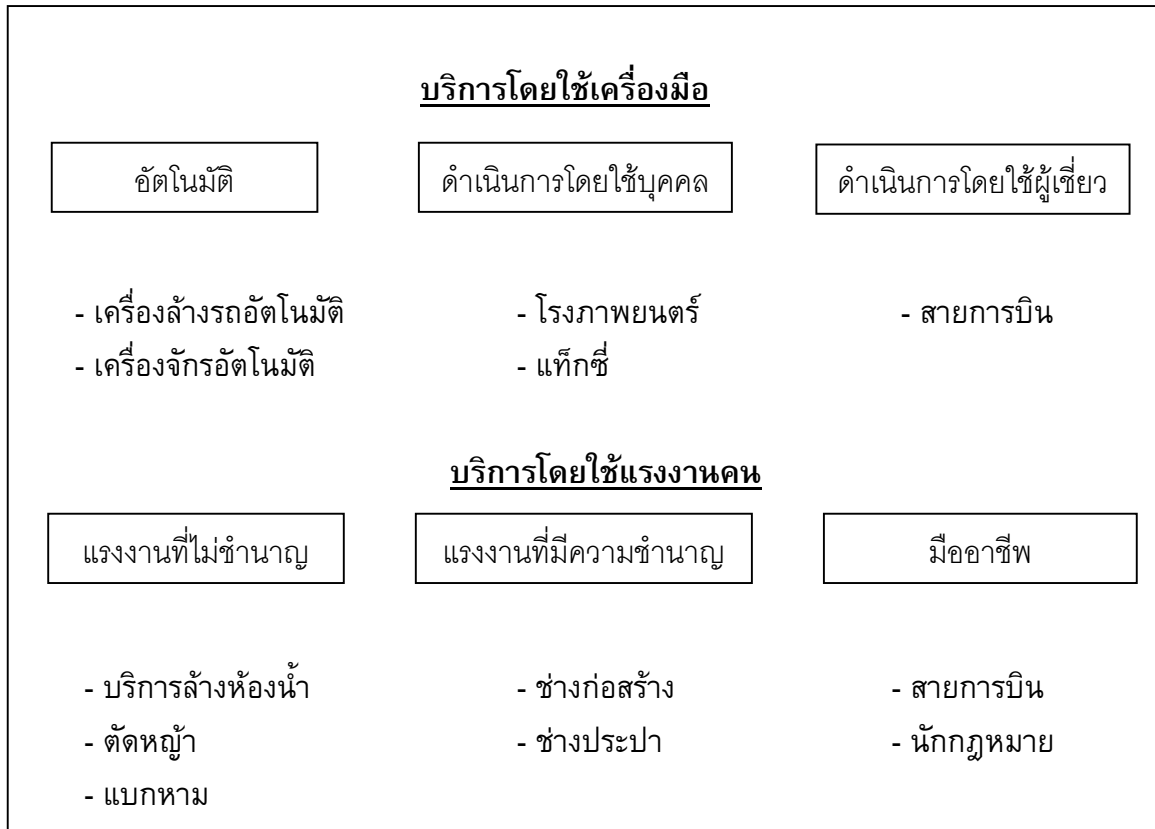 บริการโดยใช้เครื่องมือ
อัตโนมัติ
ดำเนินการโดยใช้บุคคล
ดำเนินการโดยใช้ผู้เชี่ยว
- เครื่องล้างรถอัตโนมัติ
- เครื่องจักรอัตโนมัติ
- โรงภาพยนตร์
- แท็กซี่
- สายการบิน
บริการโดยใช้แรงงานคน
แรงงานที่ไม่ชำนาญ
แรงงานที่มีความชำนาญ
มืออาชีพ
- บริการล้างห้องน้ำ
- ตัดหญ้า
- แบกหาม
- ช่างก่อสร้าง
- ช่างประปา
- สายการบิน
- นักกฎหมาย